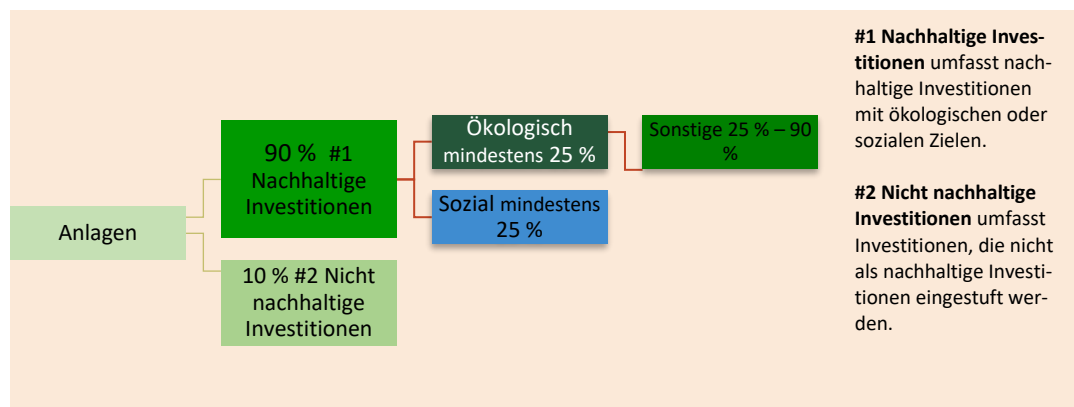 Anlagen
90 % #1
Nachhaltige
Investitionen
10 % #2 Nicht
nachhaltige
Investitionen
Ökologisch
mindestens 25 %
Sozial mindestens
25 %
Sonstige 25 % – 90
%
#1 Nachhaltige Inves-
titionen umfasst nach-
haltige Investitionen
mit ökologischen oder
sozialen Zielen.
#2 Nicht nachhaltige
Investitionen umfasst
Investitionen, die nicht
als nachhaltige Investi-
tionen eingestuft wer-
den.